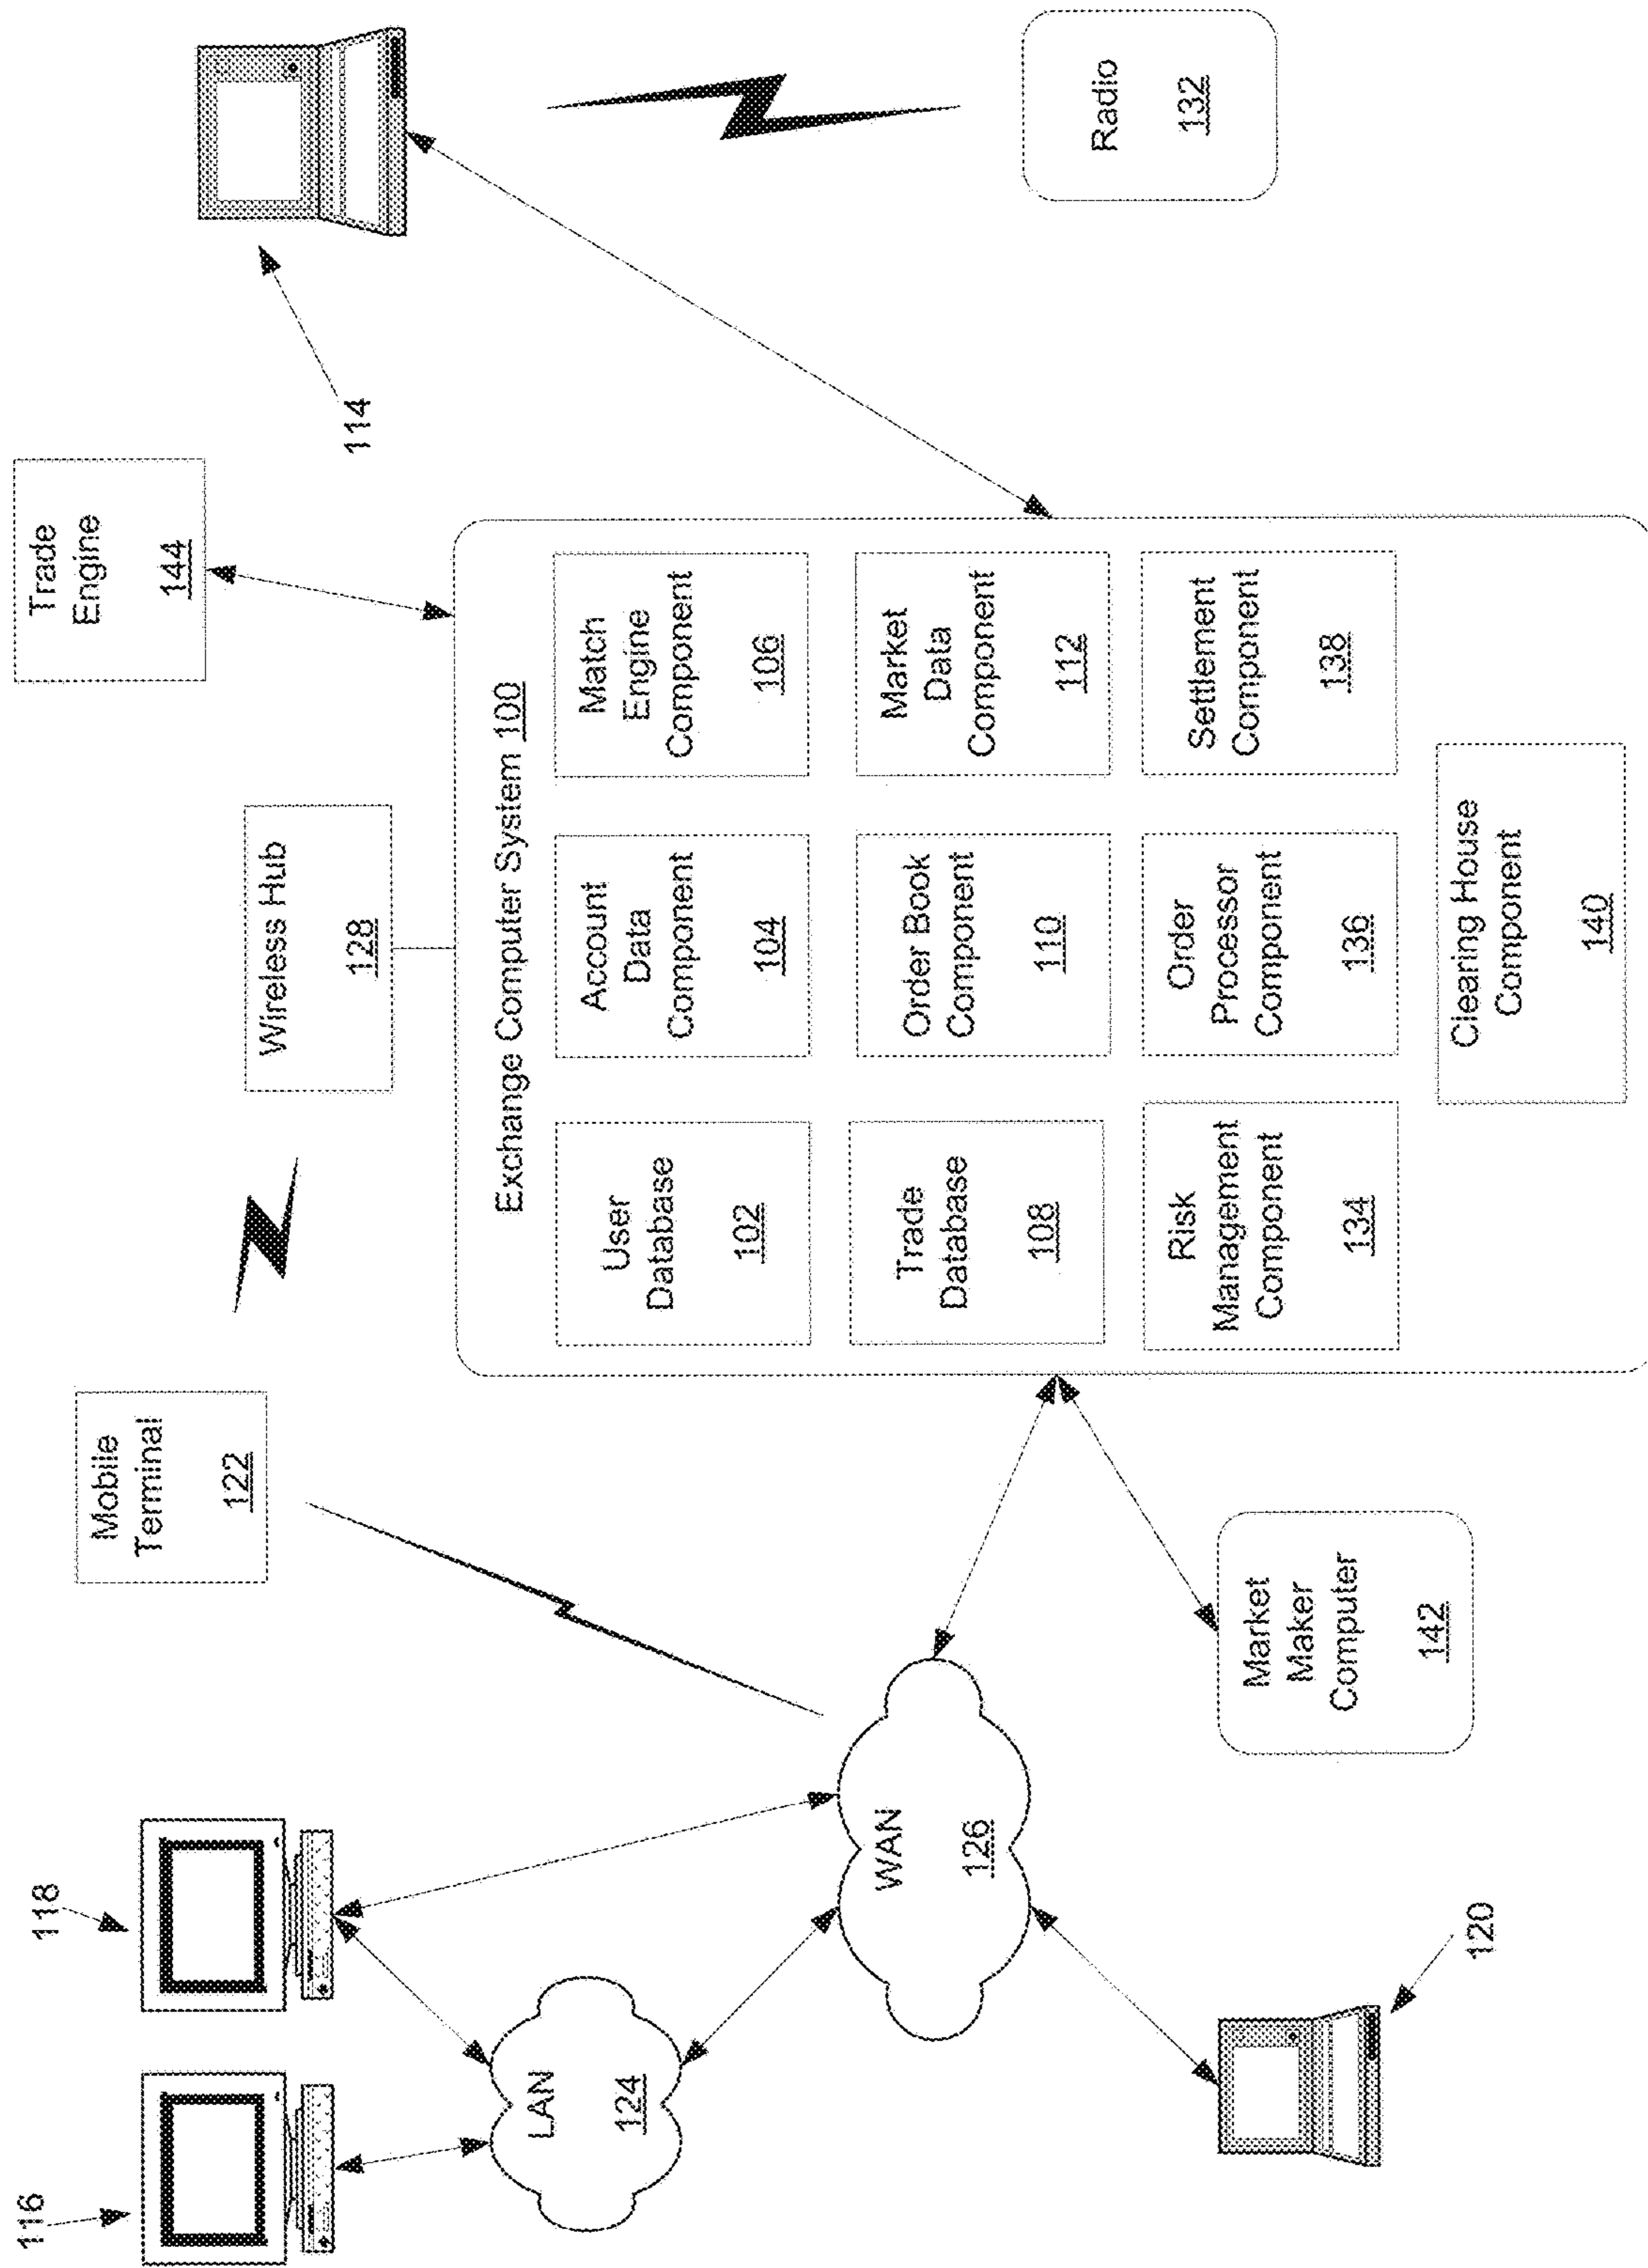 116
118
LAN
124
WAN
126
120
Mobile
Terminal
122
Market
Maker
Computer
142
Wireless Hub
128
Trade
Engine
144
114
Exchange Computer System 100
User
Database
102
Account
Data
Component
104
Match
Engine
Component
106
Trade
Database
108
Order Book
Component
110
Market
Data
Component
112
Risk
Management
Component
134
Order
Processor
Component
136
Settlement
Component
138
Clearing House
Component
140
Radio
132